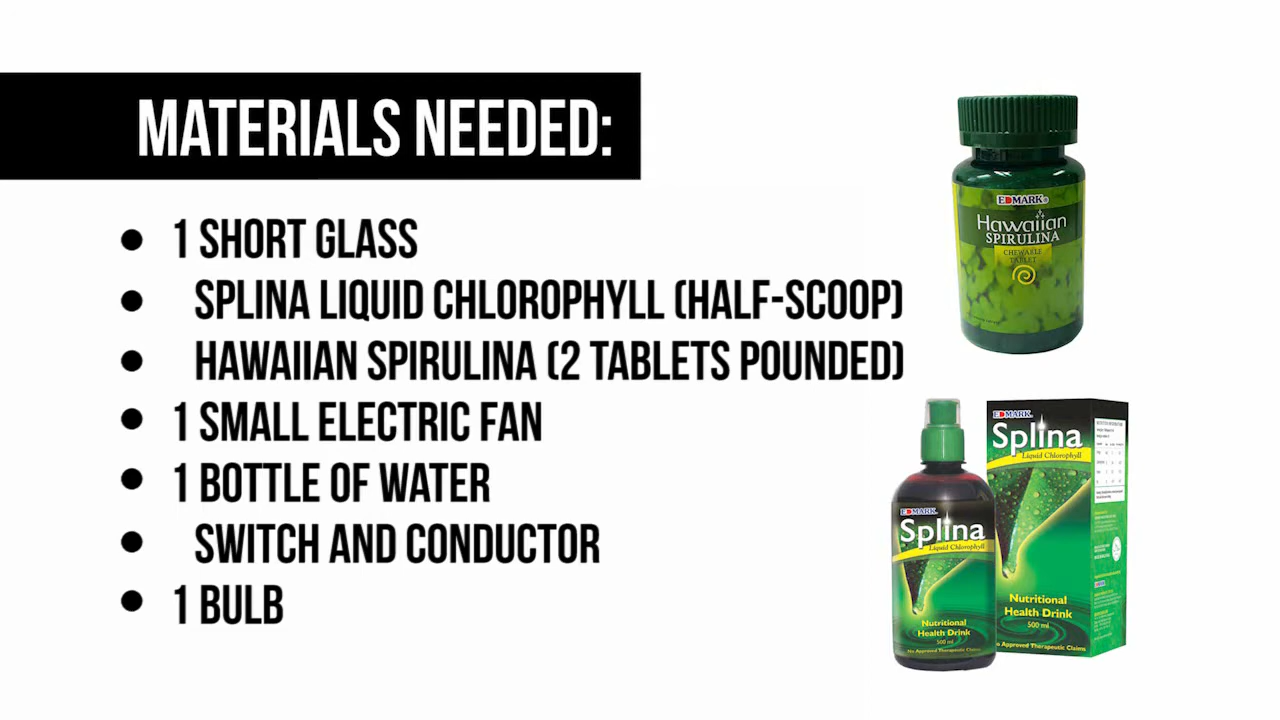 MATERIALS NEEDED:
• 1 SHORT GLASS
• SPLINA LIQUID CHLOROPHYLL (HALF-SCOOP)
• HAWAIIAN SPIRULINA (2 TABLETS POUNDED)
• 1 SMALL ELECTRIC FAN
• 1 BOTTLE OF WATER
• SWITCH AND CONDUCTOR
• 1 BULB
EDMARK®
Hawaiian
SPIRULINA
CHEWABLE
TABLET
EDMARK
Splina
Liquid Chlorophyll
Nutritional
Health Drink
500 ml
No Approved Therapeutic Claims
EDMARK
Splina
Liquid Chlorophyll
Nutritional
Health Drink
500 ml
No Approved Therapeutic Claims